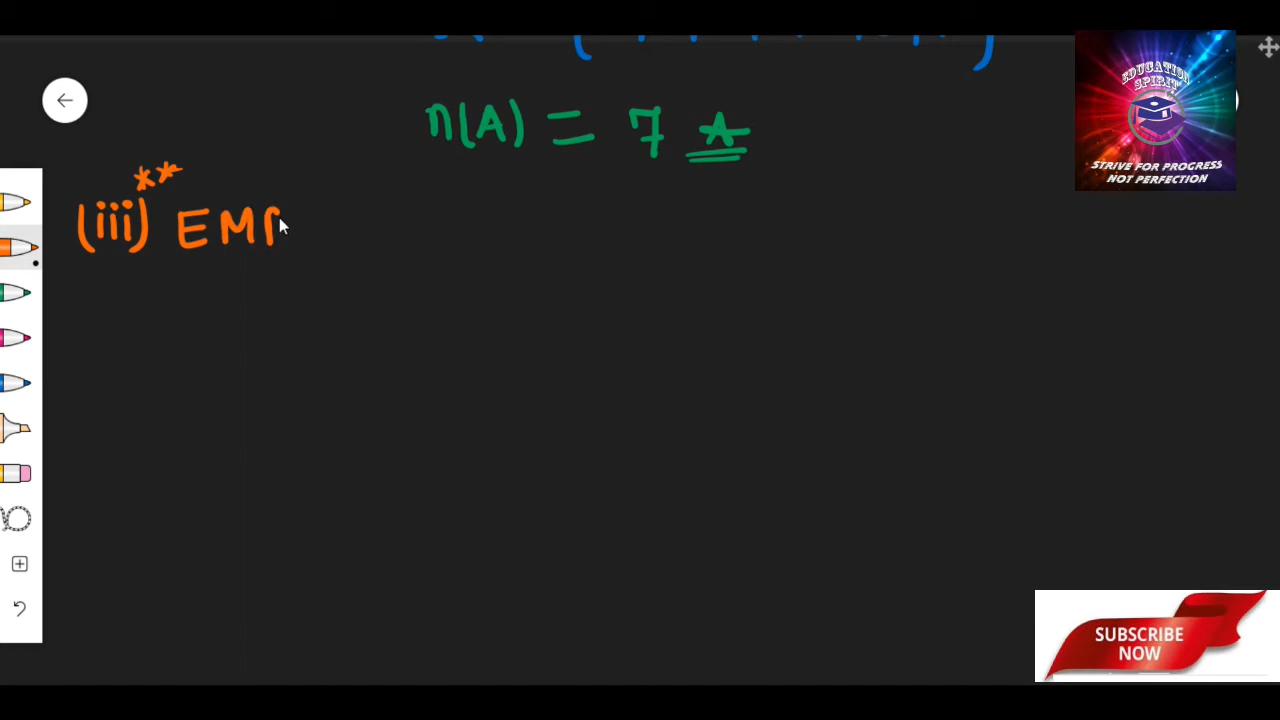 n(A) = 7
**
(iii) EMP
EDUCATION
SPIRIT
STRIVE FOR PROGRESS
NOT PERFECTION
SUBSCRIBE
NOW